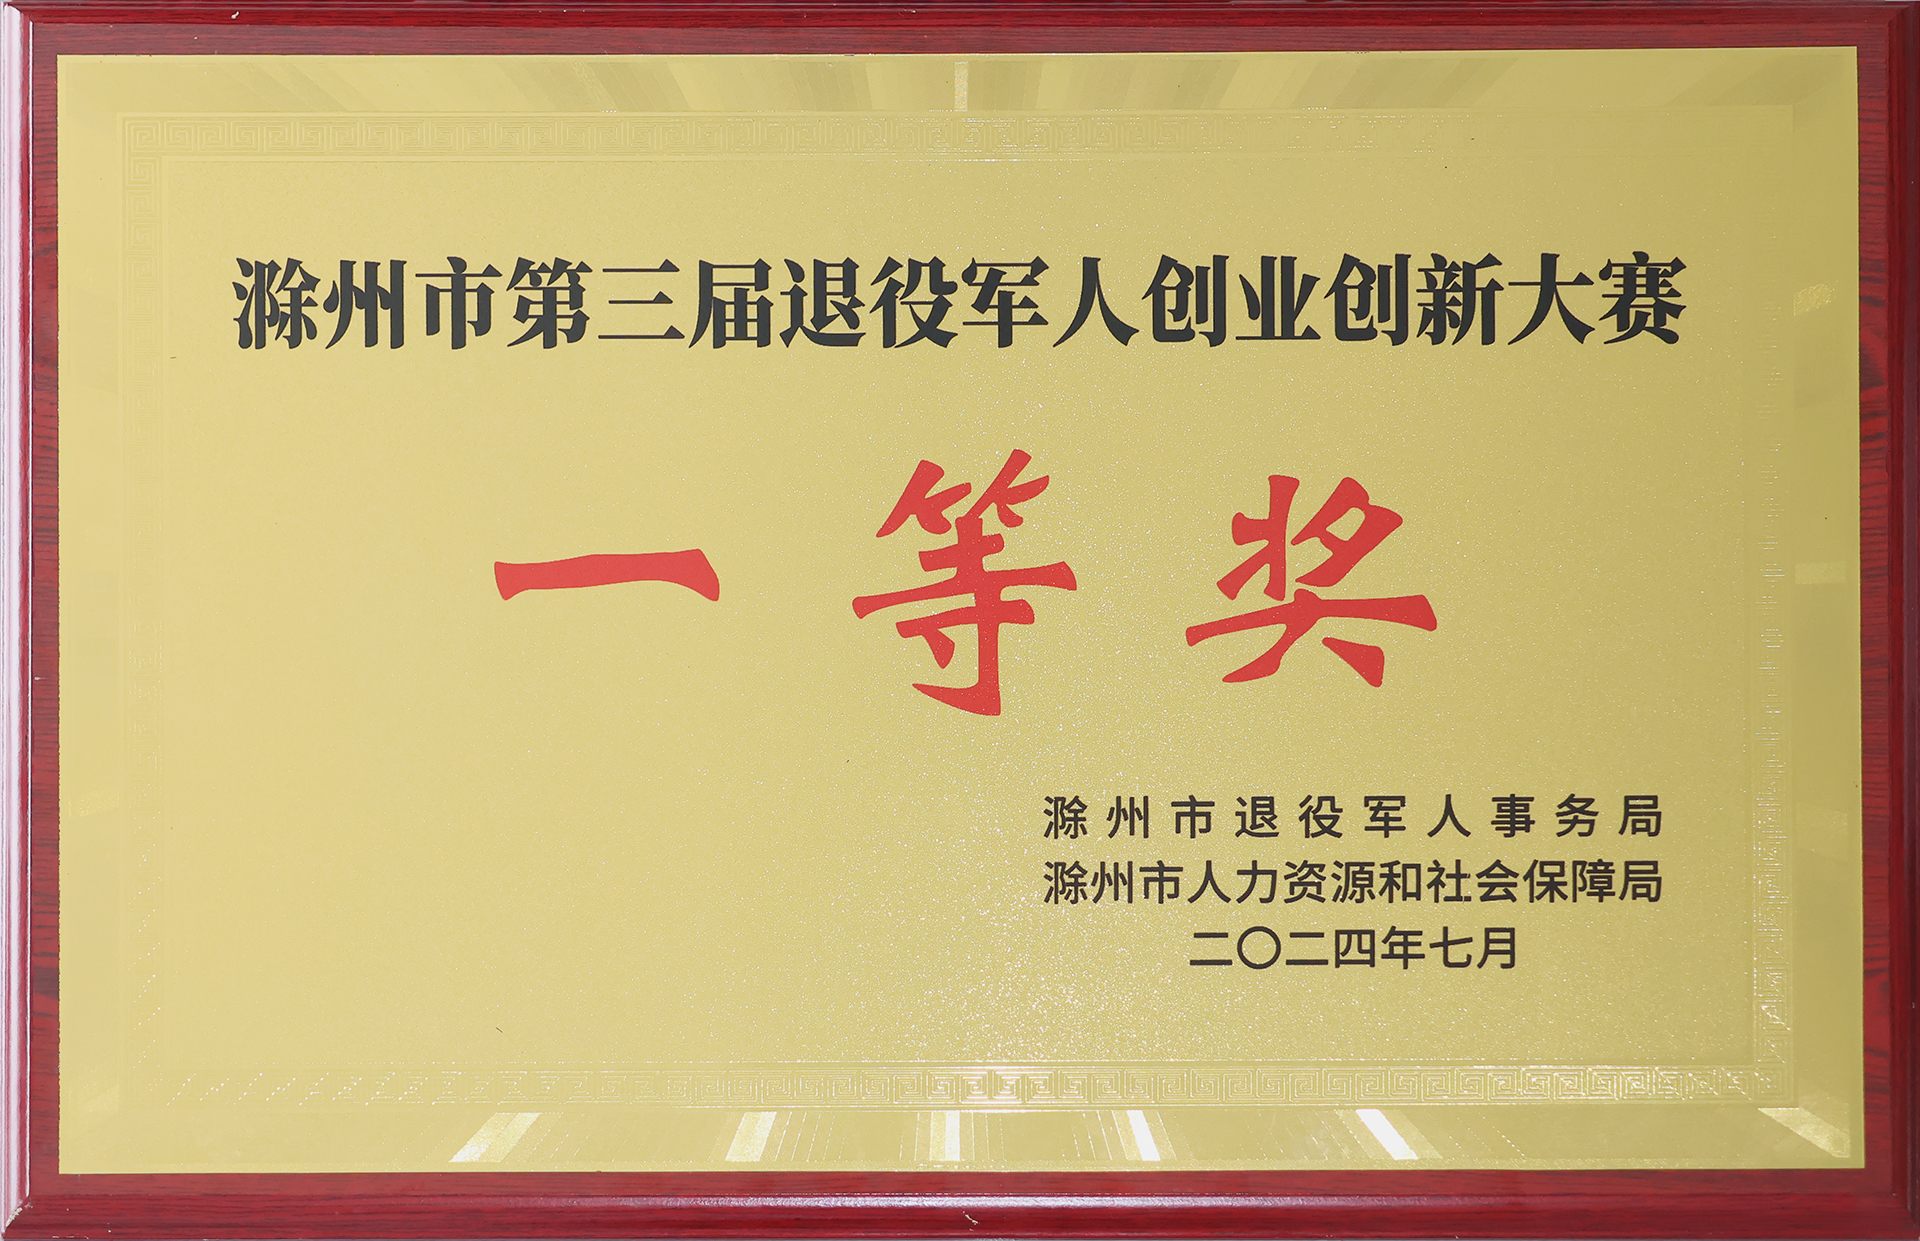 滁州市第三届退役军人创业创新大赛
一等奖
滁州市退役军人事务局
滁州市人力资源和社会保障局
二〇二四年七月